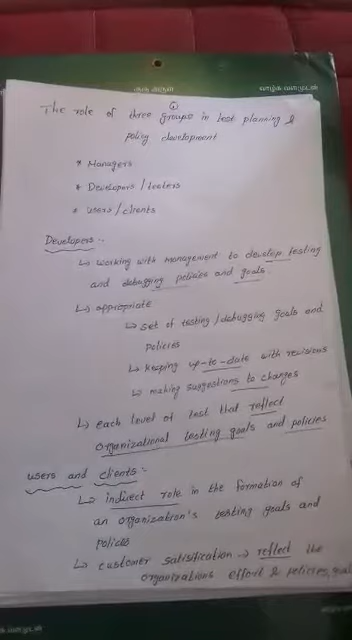 குரு அருள்
வாழ்க வளமுடன்
1
The role of three groups in test planning &
policy development
* Managers
* Developers / testers
* users / clients
Developers:-
↳ working with management to develop testing
and debugging policies and goals.
↳ appropriate
↳ set of testing / debugging goals and
policies
↳ keeping up-to-date with revisions
↳ making suggestions to changes
↳ each level of test that reflect
organizational testing goals and policies
users and clients:-
↳ indirect role in the formation of
an organization's testing goals and
policies
↳ customer satisfication → reflect the
organizations effort & policies,